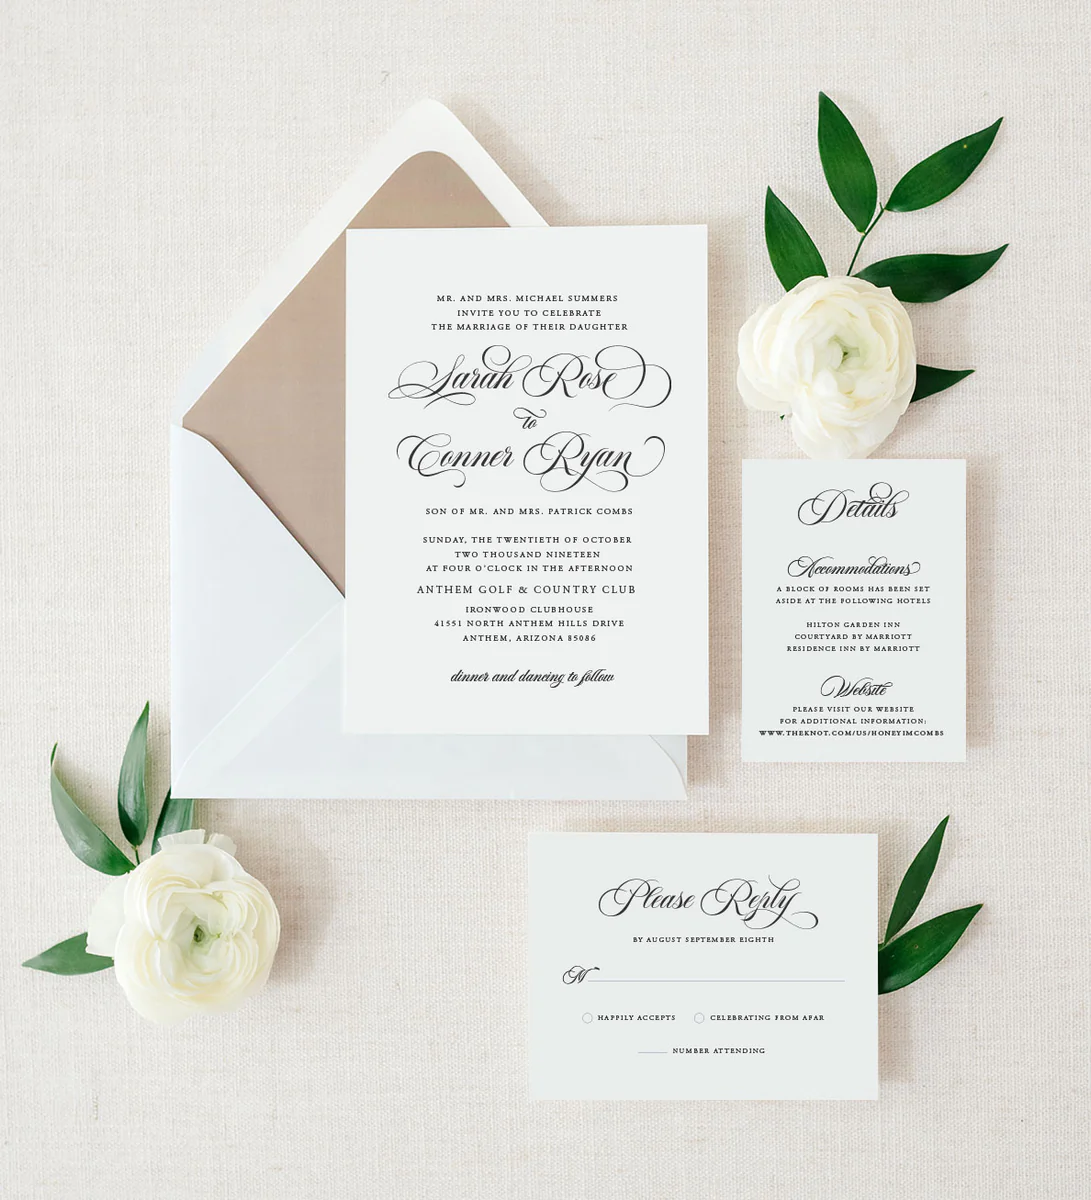 MR. AND MRS. MICHAEL SUMMERS
INVITE YOU TO CELEBRATE
THE MARRIAGE OF THEIR DAUGHTER
Sarah Rose
to
Conner Ryan
SON OF MR. AND MRS. PATRICK COMBS
SUNDAY, THE TWENTIETH OF OCTOBER
TWO THOUSAND NINETEEN
AT FOUR O'CLOCK IN THE AFTERNOON
ANTHEM GOLF & COUNTRY CLUB
IRONWOOD CLUBHOUSE
41551 NORTH ANTHEM HILLS DRIVE
ANTHEM, ARIZONA 85086
dinner and dancing to follow
Details
Accommodations
A BLOCK OF ROOMS HAS BEEN SET
ASIDE AT THE FOLLOWING HOTELS
HILTON GARDEN INN
COURTYARD BY MARRIOTT
RESIDENCE INN BY MARRIOTT
Website
PLEASE VISIT OUR WEBSITE
FOR ADDITIONAL INFORMATION:
WWW.THEKNOT.COM/US/HONEYIMCOMBS
Please Reply
BY AUGUST SEPTEMBER EIGHTH
M
HAPPILY ACCEPTS CELEBRATING FROM AFAR
NUMBER ATTENDING